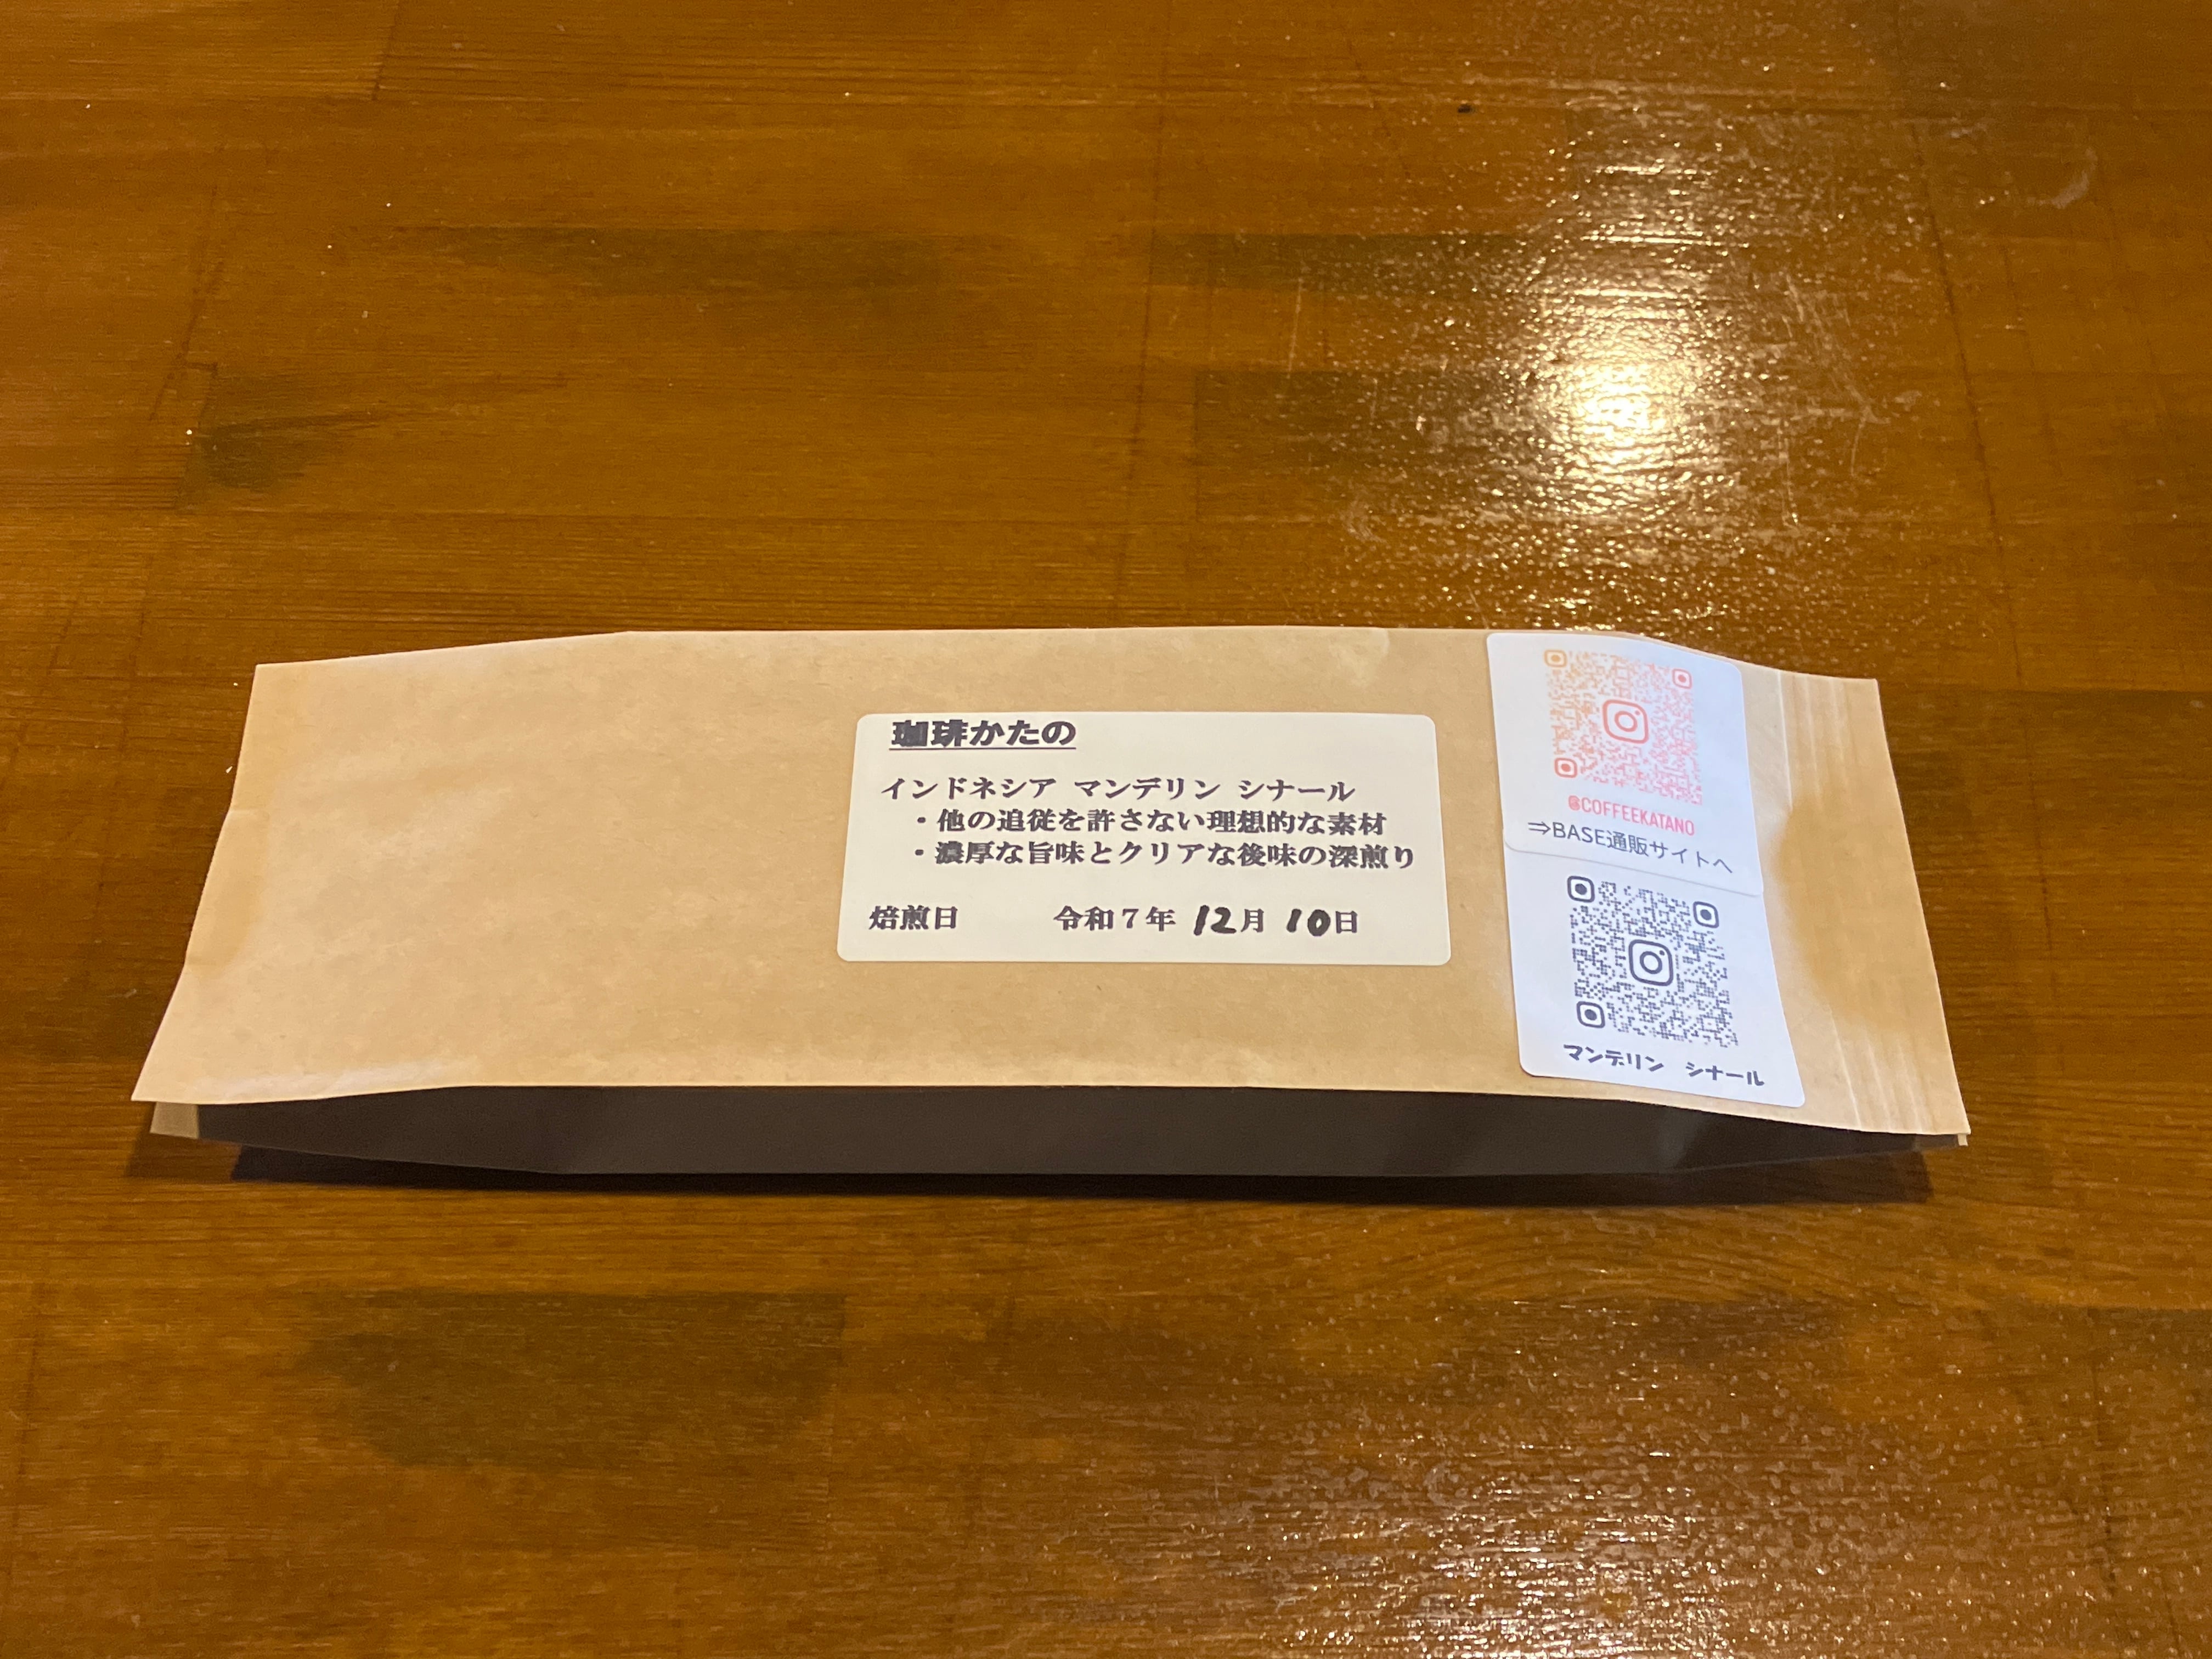 珈琲かたの
インドネシア マンデリン シナール
・他の追従を許さない理想的な素材
・濃厚な旨味とクリアな後味の深煎り
焙煎日 令和７年 12月 10日
@COFFEEKATANO
⇒BASE通販サイトへ
マンデリン シナール